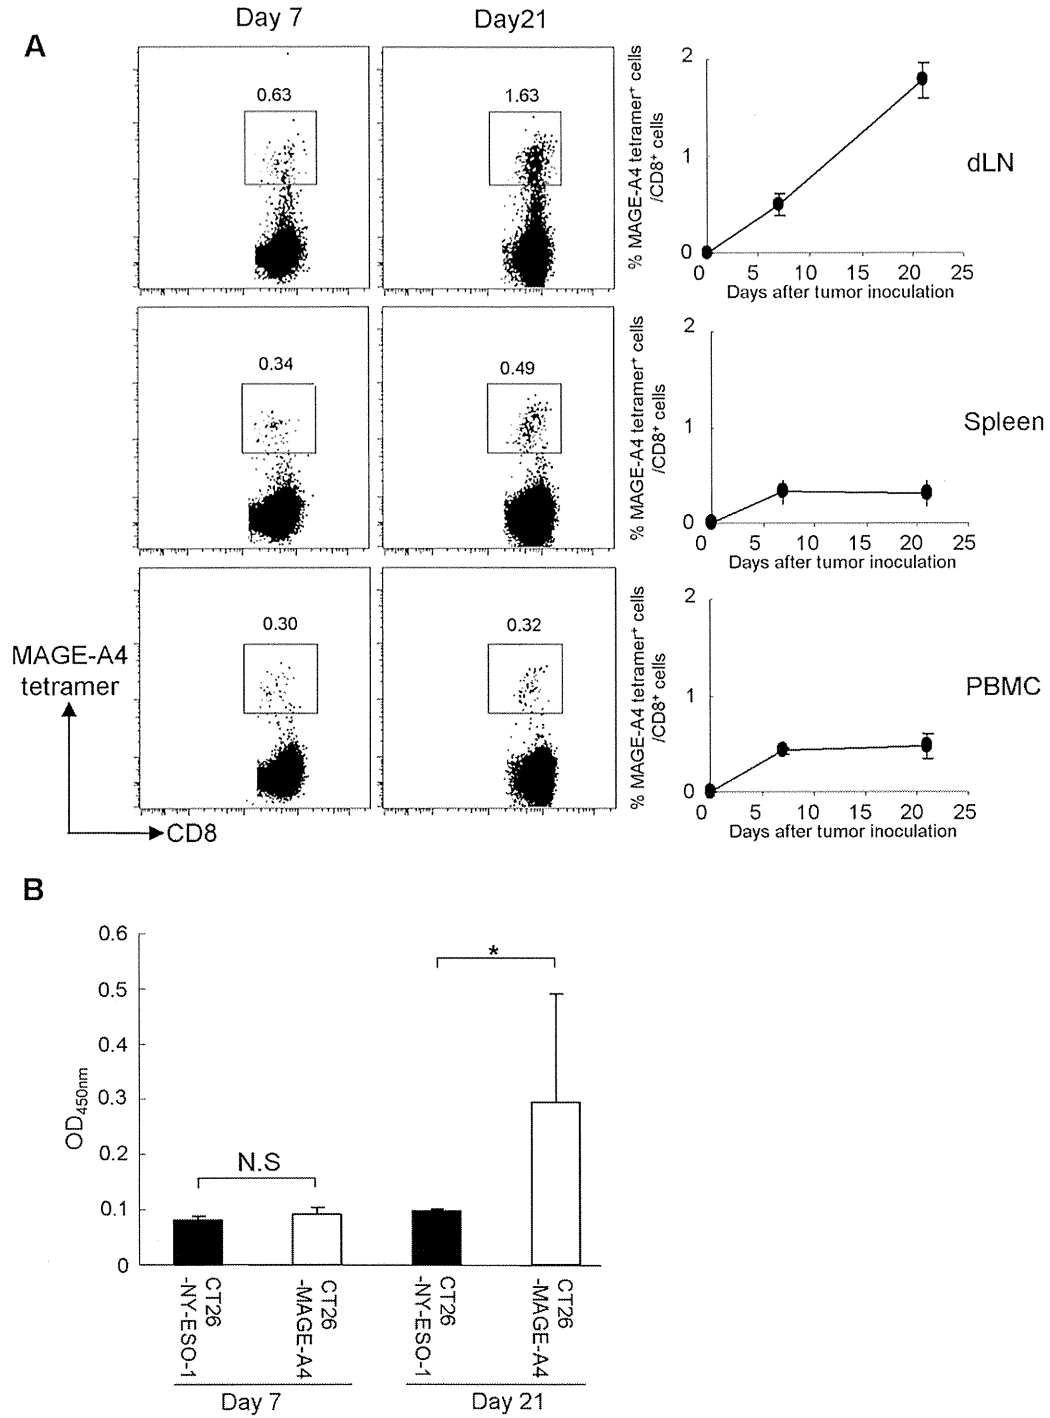 Day 7
Day21
A
0.63
1.63
% MAGE-A4 tetramer+ cells
/CD8+ cells
2
1
0
0 5 10 15 20 25
Days after tumor inoculation
dLN
0.34
0.49
% MAGE-A4 tetramer+ cells
/CD8+ cells
2
1
0
0 5 10 15 20 25
Days after tumor inoculation
Spleen
0.30
0.32
% MAGE-A4 tetramer+ cells
/CD8+ cells
2
1
0
0 5 10 15 20 25
Days after tumor inoculation
PBMC
MAGE-A4
tetramer
CD8
B
OD450nm
0.6
0.5
0.4
0.3
0.2
0.1
0
N.S
*
CT26
-NY-ESO-1
CT26
-MAGE-A4
CT26
-NY-ESO-1
CT26
-MAGE-A4
Day 7
Day 21